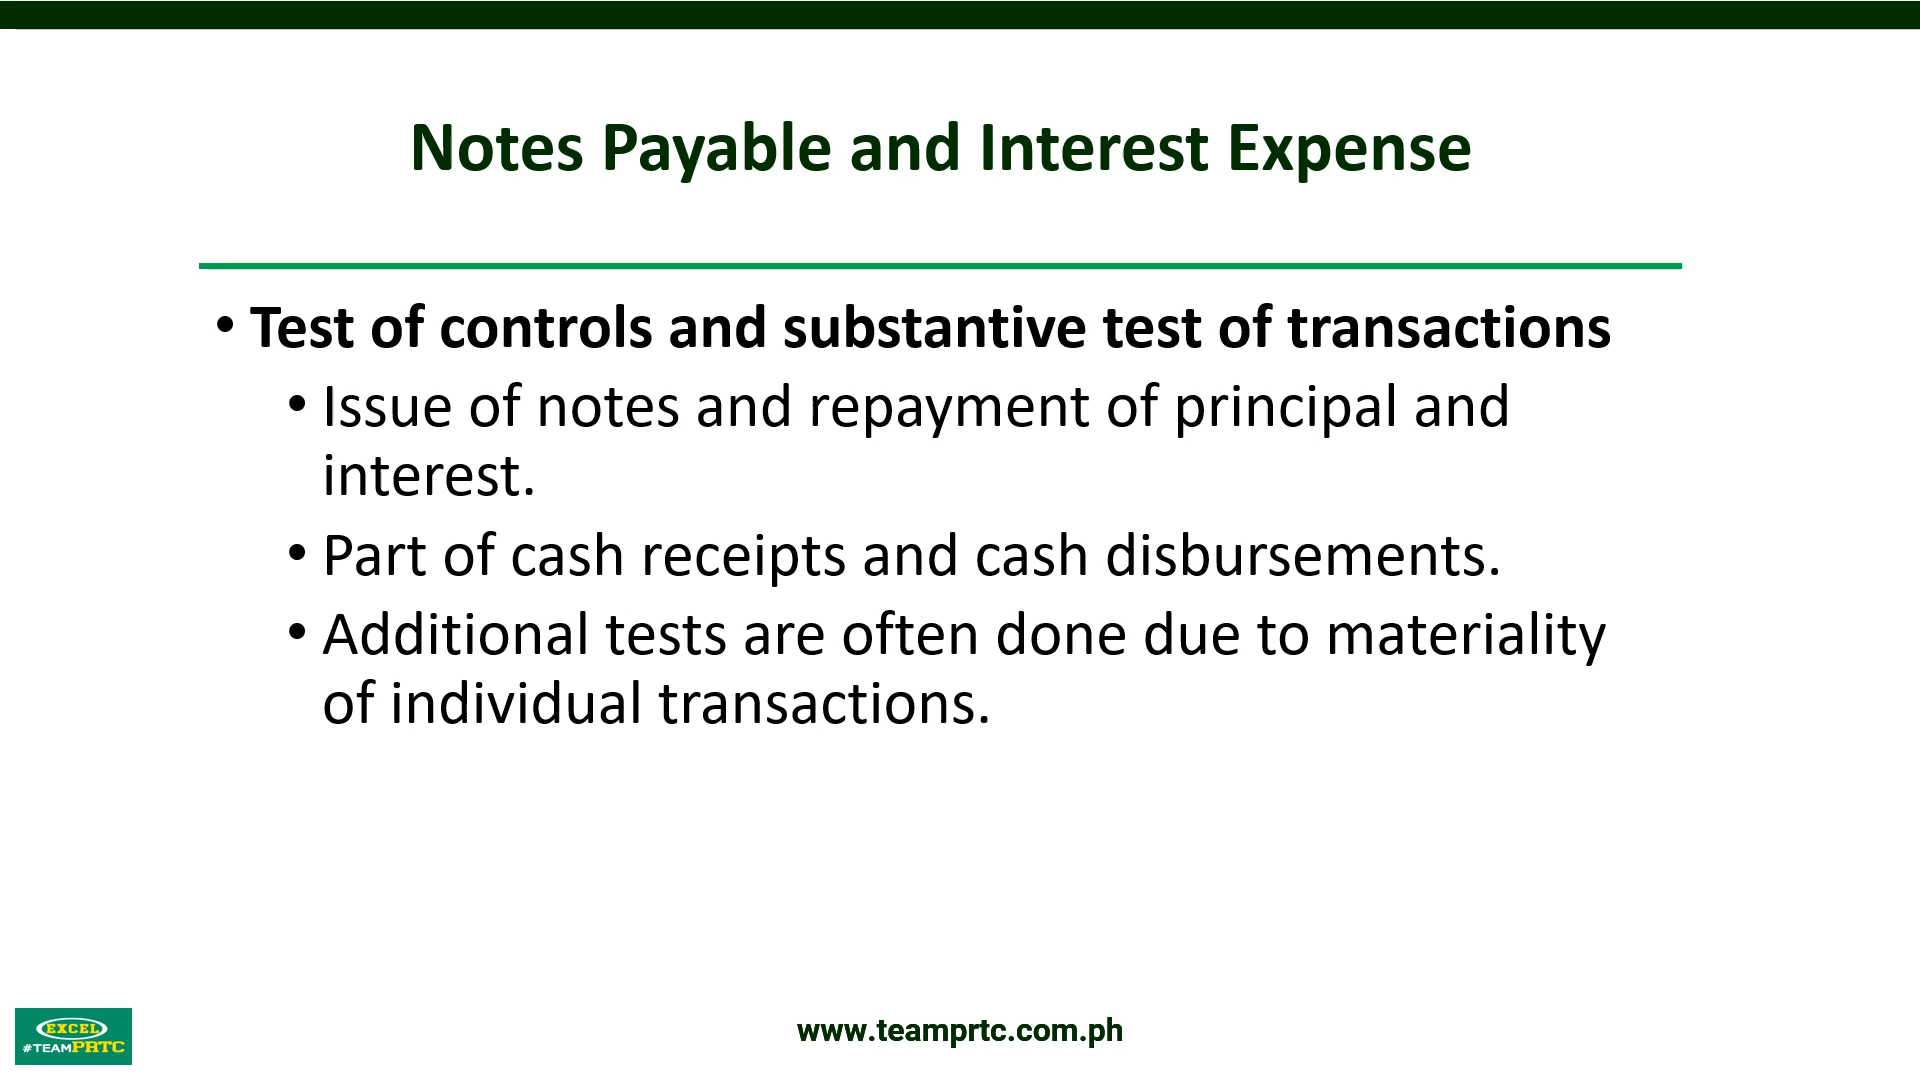 Notes Payable and Interest Expense
• Test of controls and substantive test of transactions
• Issue of notes and repayment of principal and
interest.
• Part of cash receipts and cash disbursements.
• Additional tests are often done due to materiality
of individual transactions.
EXCEL
#TEAMPRTC
www.teamprtc.com.ph